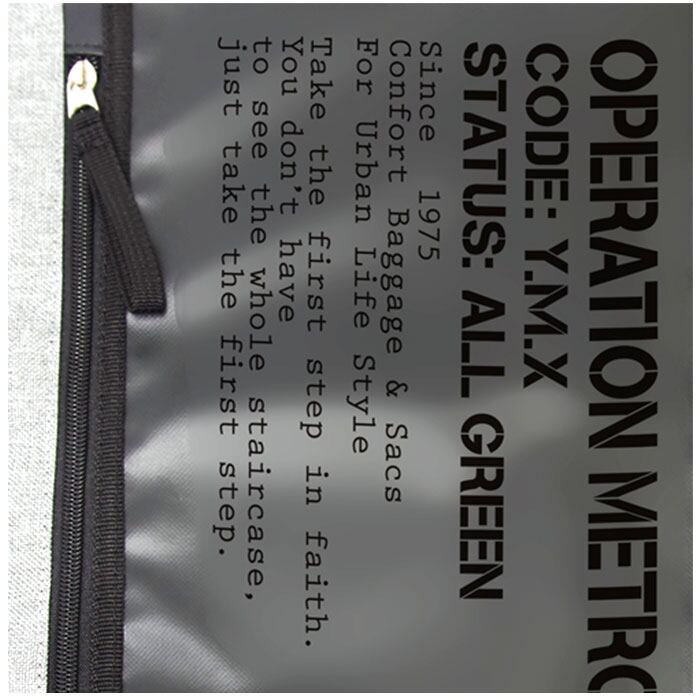 OPERATION METRO
CODE: Y.M.X
STATUS: ALL GREEN
Since 1975
Confort Baggage & Sacs
For Urban Life Style
Take the first step in faith.
You don't have
to see the whole staircase,
just take the first step.